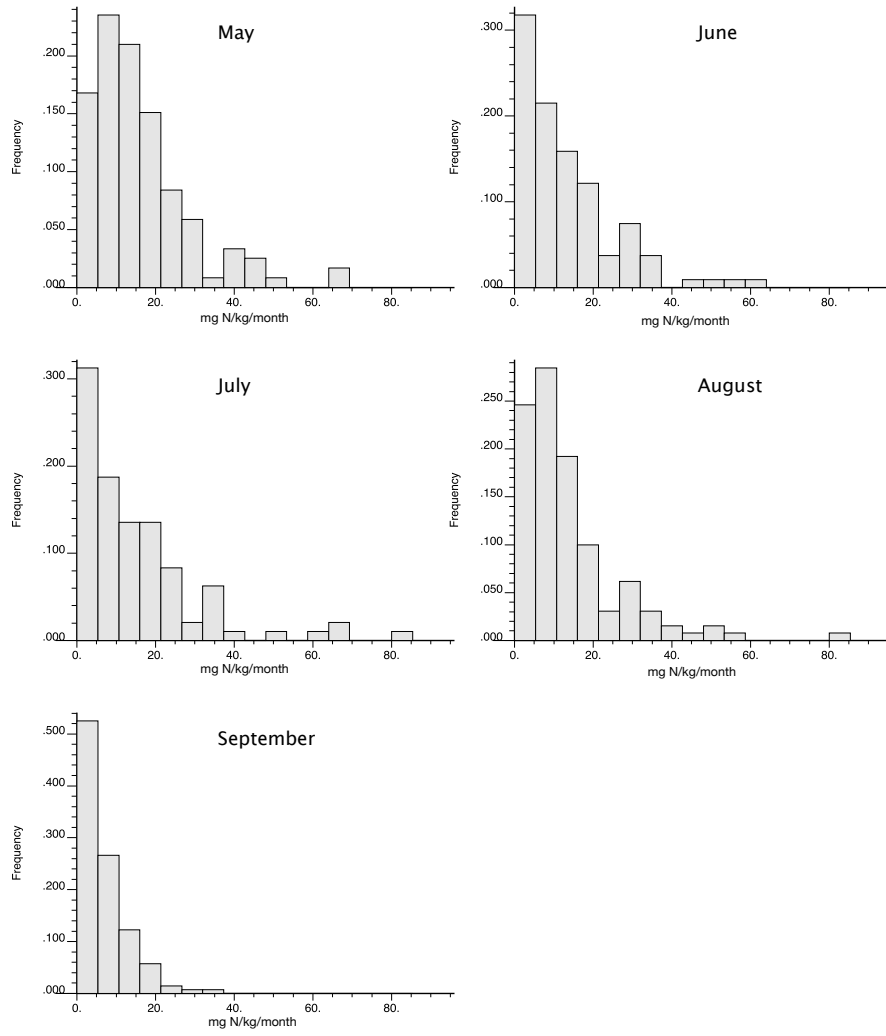 May
.200
.150
.100
.050
.000
Frequency
0. 20. 40. 60. 80.
mg N/kg/month
June
.300
.200
.100
.000
Frequency
0. 20. 40. 60. 80.
mg N/kg/month
July
.300
.200
.100
.000
Frequency
0. 20. 40. 60. 80.
mg N/kg/month
August
.250
.200
.150
.100
.050
.000
Frequency
0. 20. 40. 60. 80.
mg N/kg/month
September
.500
.400
.300
.200
.100
.000
Frequency
0. 20. 40. 60. 80.
mg N/kg/month